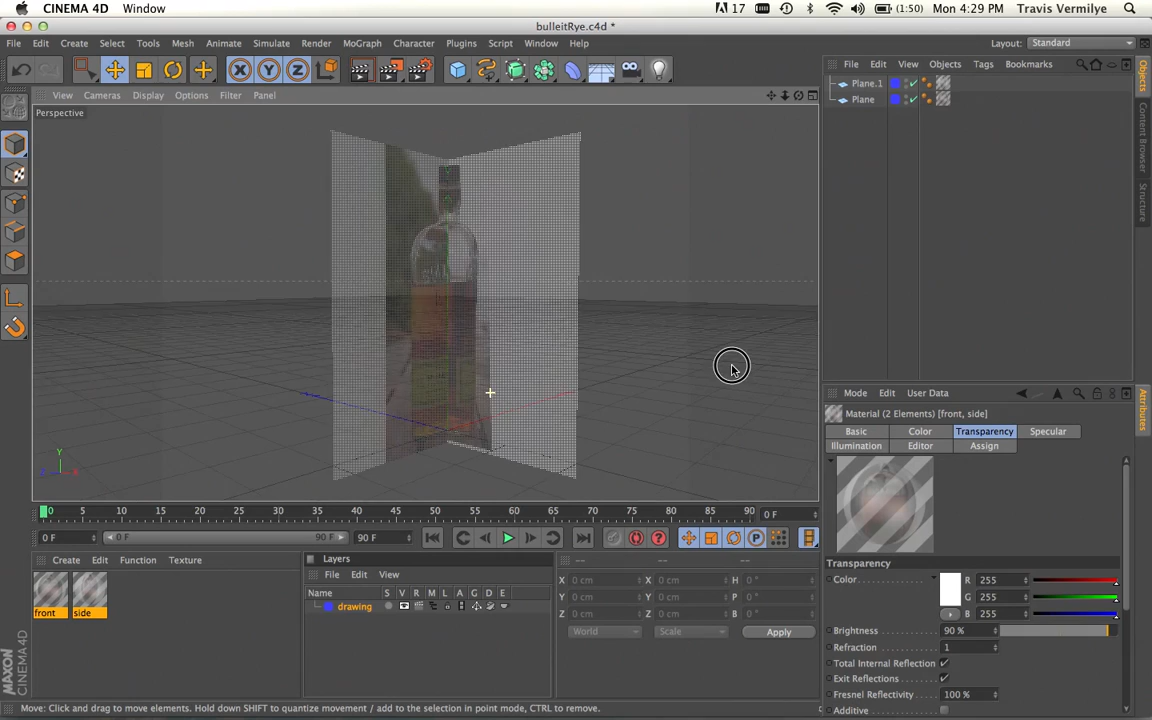 CINEMA 4D Window 17 (1:50) Mon 4:29 PM Travis Vermilye
bulleitRye.c4d *
File Edit Create Select Tools Mesh Animate Simulate Render MoGraph Character Plugins Script Window Help Layout: Standard
X Y Z
View Cameras Display Options Filter Panel
File Edit View Objects Tags Bookmarks
Perspective
Plane.1
Plane
Objects
Content Browser
Structure
Y
Z X
Mode Edit User Data
Material (2 Elements) [front, side]
Basic Color Transparency Specular
Illumination Editor Assign
Attributes
Transparency
Color R 255
G 255
B 255
Brightness 90 %
Refraction 1
Total Internal Reflection
Exit Reflections
Fresnel Reflectivity 100 %
Additive
0 5 10 15 20 25 30 35 40 45 50 55 60 65 70 75 80 85 90 0 F
0 F 0 F 90 F 90 F
Create Edit Function Texture
front side
Layers
File Edit View
Name S V R M L A G D E
drawing
-- -- --
X 0 cm X 0 cm H 0 °
Y 0 cm Y 0 cm P 0 °
Z 0 cm Z 0 cm B 0 °
World Scale Apply
MAXON
CINEMA 4D
Move: Click and drag to move elements. Hold down SHIFT to quantize movement / add to the selection in point mode, CTRL to remove.